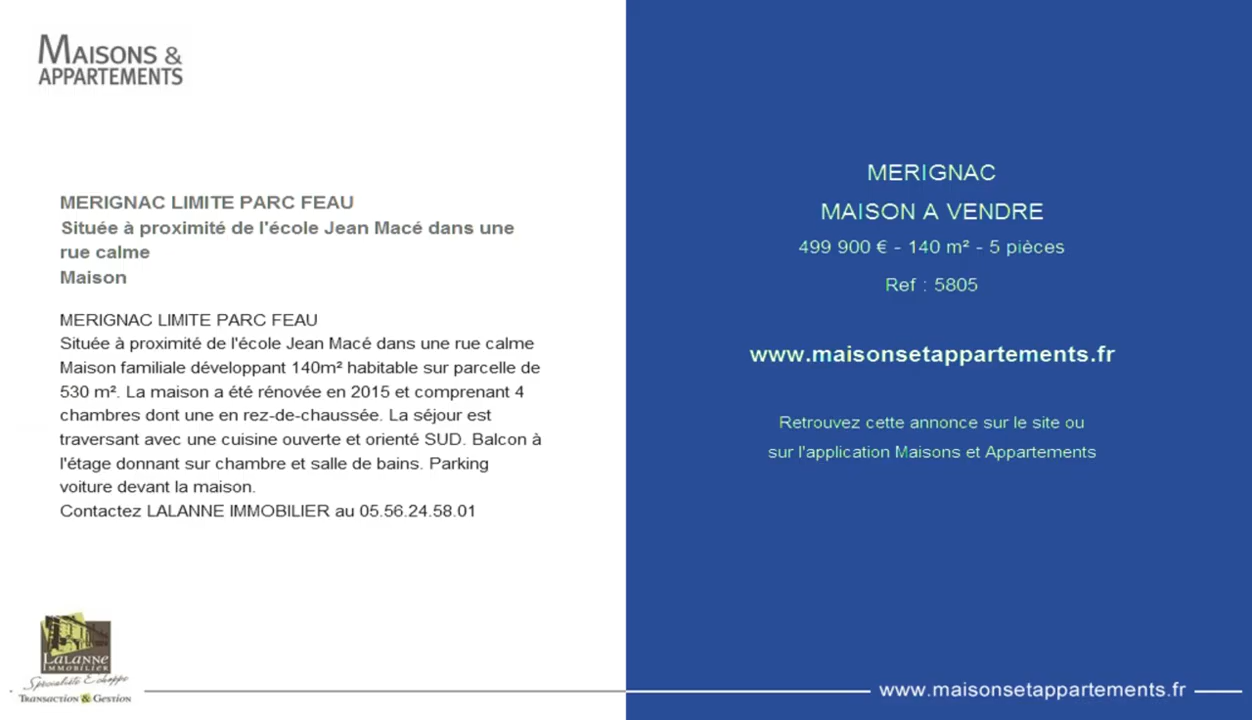 MAISONS &
APPARTEMENTS
MERIGNAC LIMITE PARC FEAU
Située à proximité de l'école Jean Macé dans une
rue calme
Maison
MERIGNAC LIMITE PARC FEAU
Située à proximité de l'école Jean Macé dans une rue calme
Maison familiale développant 140m² habitable sur parcelle de
530 m². La maison a été rénovée en 2015 et comprenant 4
chambres dont une en rez-de-chaussée. La séjour est
traversant avec une cuisine ouverte et orienté SUD. Balcon à
l'étage donnant sur chambre et salle de bains. Parking
voiture devant la maison.
Contactez LALANNE IMMOBILIER au 05.56.24.58.01
LALANNE
IMMOBILIER
Spécialiste Echoppe
TRANSACTION & GESTION
MERIGNAC
MAISON A VENDRE
499 900 € - 140 m² - 5 pièces
Ref : 5805
www.maisonsetappartements.fr
Retrouvez cette annonce sur le site ou
sur l'application Maisons et Appartements
www.maisonsetappartements.fr